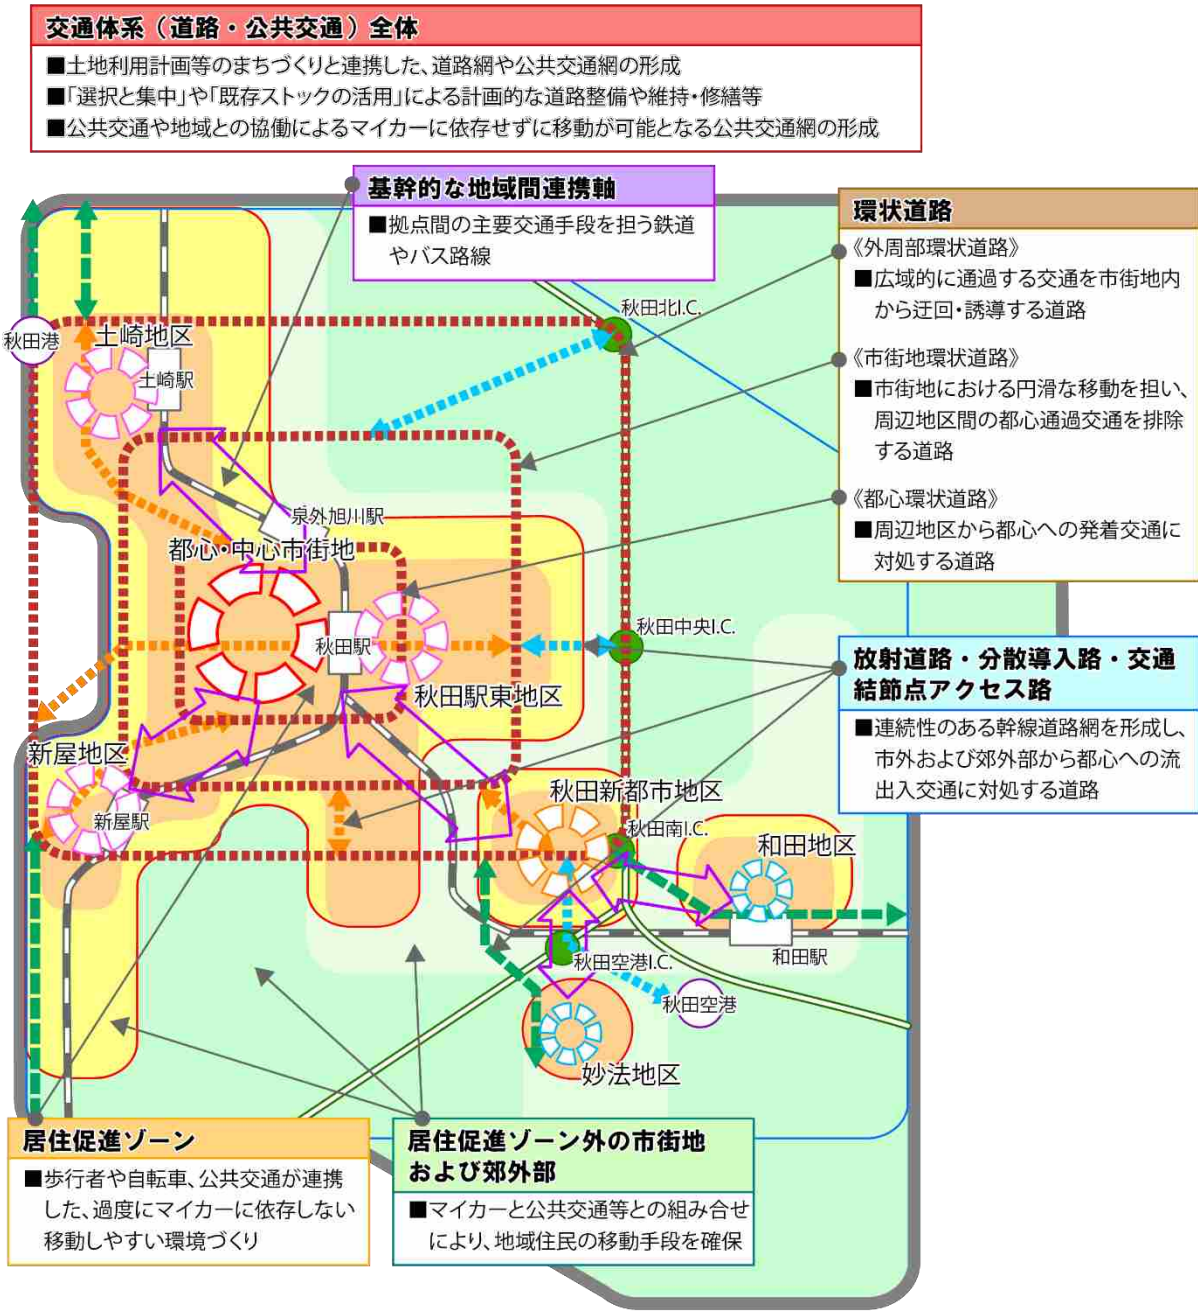 交通体系（道路・公共交通）全体
■土地利用計画等のまちづくりと連携した、道路網や公共交通網の形成
■「選択と集中」や「既存ストックの活用」による計画的な道路整備や維持・修繕等
■公共交通や地域との協働によるマイカーに依存せずに移動が可能となる公共交通網の形成
基幹的な地域間連携軸
■拠点間の主要交通手段を担う鉄道
やバス路線
環状道路
《外周部環状道路》
■広域的に通過する交通を市街地内
から迂回・誘導する道路
《市街地環状道路》
■市街地における円滑な移動を担い、
周辺地区間の都心通過交通を排除
する道路
《都心環状道路》
■周辺地区から都心への発着交通に
対処する道路
秋田北I.C.
秋田港
土崎地区
土崎駅
泉外旭川駅
都心・中心市街地
秋田駅
秋田中央I.C.
秋田駅東地区
放射道路・分散導入路・交通
結節点アクセス路
■連続性のある幹線道路網を形成し、
市外および郊外部から都心への流
出入交通に対処する道路
新屋地区
新屋駅
秋田新都市地区
秋田南I.C.
和田地区
和田駅
秋田空港I.C.
秋田空港
妙法地区
居住促進ゾーン
■歩行者や自転車、公共交通が連携
した、過度にマイカーに依存しない
移動しやすい環境づくり
居住促進ゾーン外の市街地
および郊外部
■マイカーと公共交通等との組み合せ
により、地域住民の移動手段を確保